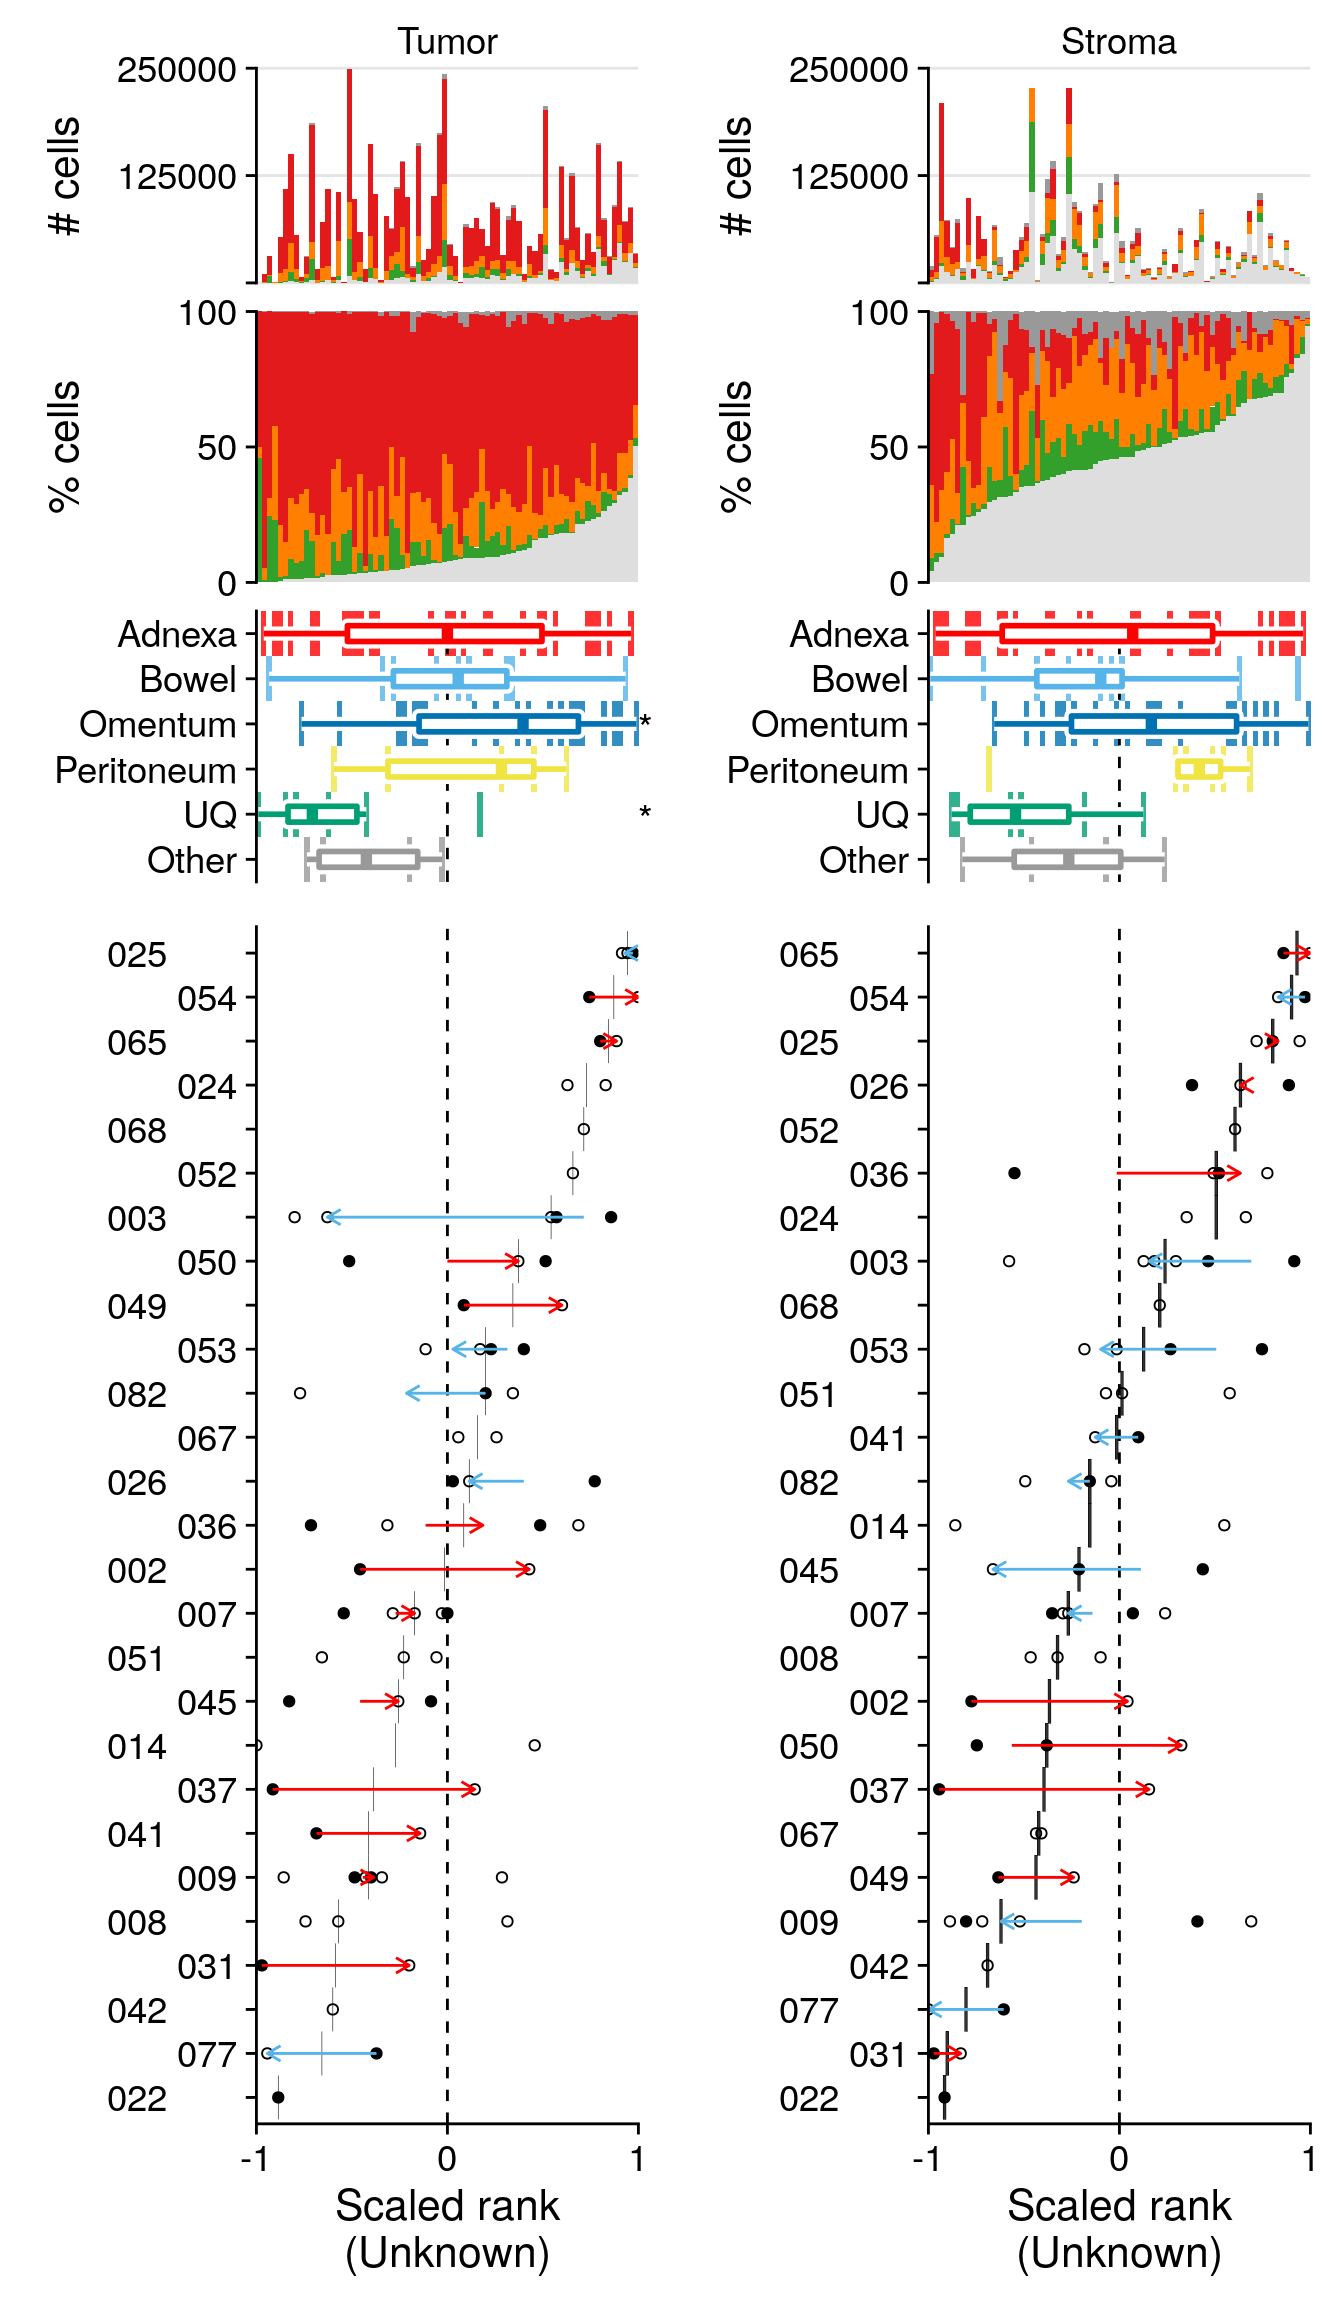 Tumor
250000
125000
# cells
100
50
0
% cells
Adnexa
Bowel
Omentum
*
Peritoneum
UQ
*
Other
025
054
065
024
068
052
003
050
049
053
082
067
026
036
002
007
051
045
014
037
041
009
008
031
042
077
022
-1 0 1
Scaled rank
(Unknown)
Stroma
250000
125000
# cells
100
50
0
% cells
Adnexa
Bowel
Omentum
Peritoneum
UQ
Other
065
054
025
026
052
036
024
003
068
053
051
041
082
014
045
007
008
002
050
037
067
049
009
042
077
031
022
-1 0 1
Scaled rank
(Unknown)